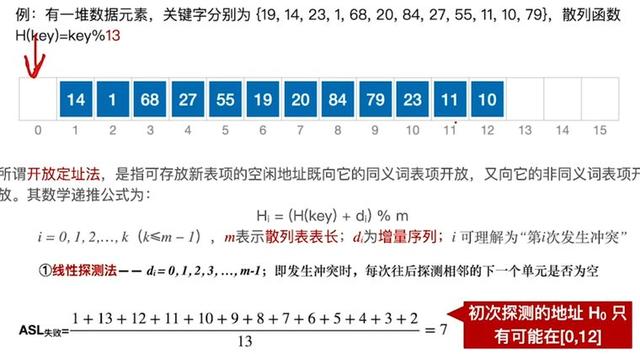 例：有一堆数据元素，关键字分别为 {19, 14, 23, 1, 68, 20, 84, 27, 55, 11, 10, 79}，散列函数
H(key)=key%13
14 1 68 27 55 19 20 84 79 23 11 10
0 1 2 3 4 5 6 7 8 9 10 11 12 13 14 15
所谓开放定址法，是指可存放新表项的空闲地址既向它的同义词表项开放，又向它的非同义词表项开
放。其数学递推公式为：
Hᵢ = (H(key) + dᵢ) % m
i = 0, 1, 2,…, k（k≤m − 1），m表示散列表表长；dᵢ为增量序列；i 可理解为“第i次发生冲突”
①线性探测法—— dᵢ = 0, 1, 2, 3, …, m-1；即发生冲突时，每次往后探测相邻的下一个单元是否为空
ASL失败= (1 + 13 + 12 + 11 + 10 + 9 + 8 + 7 + 6 + 5 + 4 + 3 + 2) / 13 = 7
初次探测的地址 H₀ 只
有可能在[0,12]